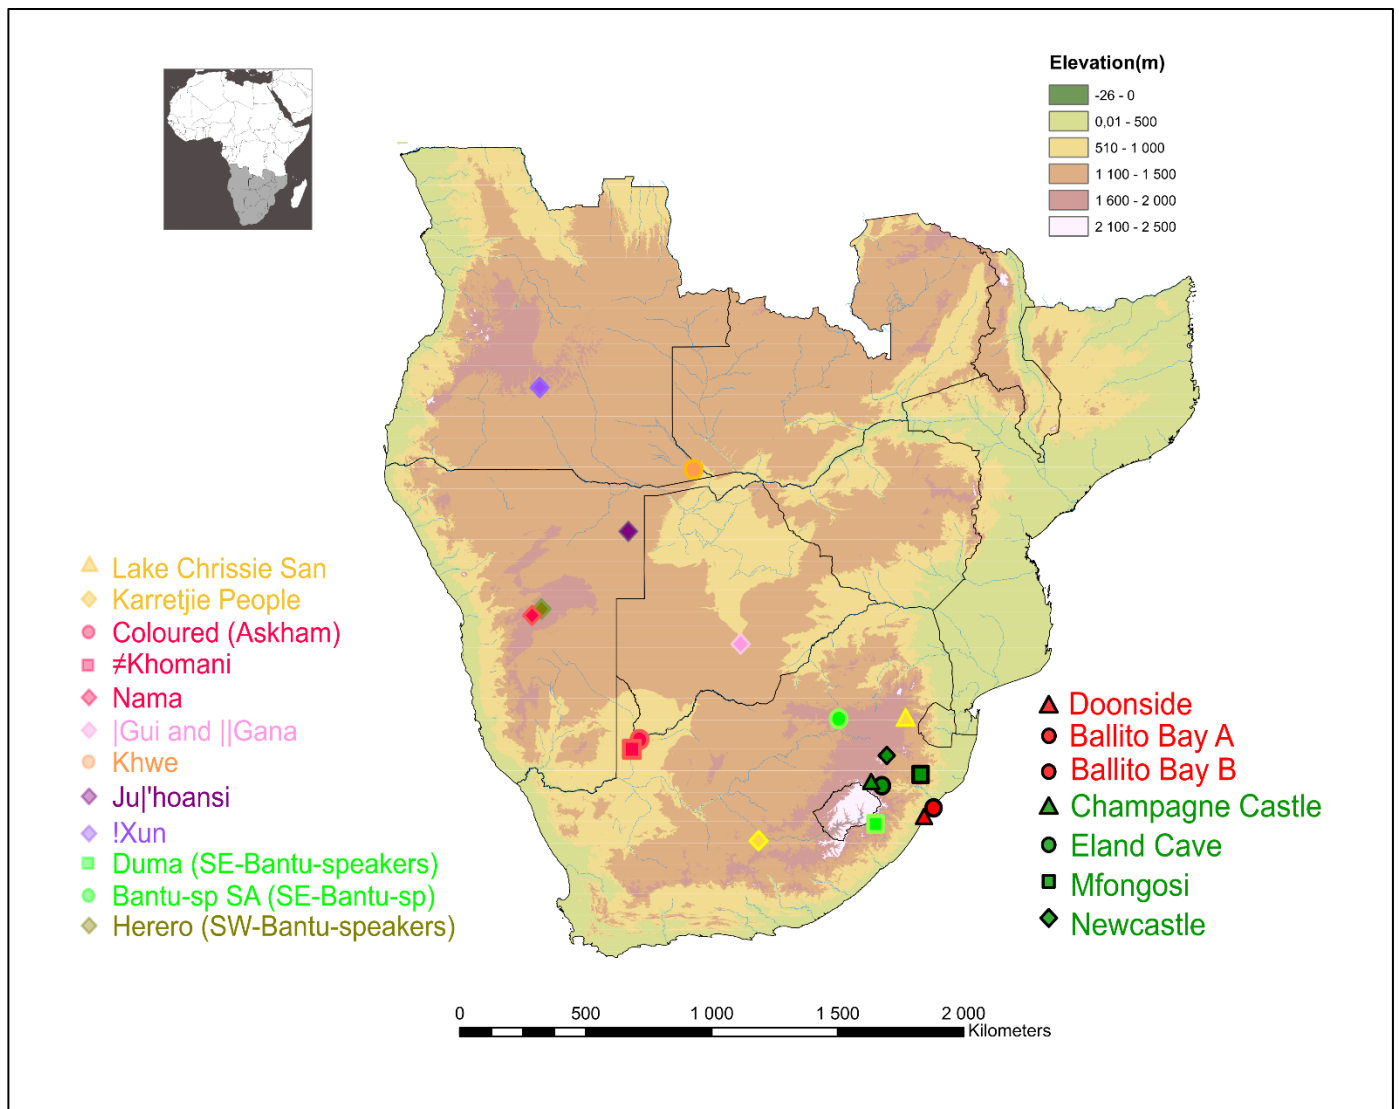 Elevation(m)
-26 - 0
0,01 - 500
510 - 1 000
1 100 - 1 500
1 600 - 2 000
2 100 - 2 500
Lake Chrissie San
Karretjie People
Coloured (Askham)
≠Khomani
Nama
|Gui and ||Gana
Khwe
Ju|'hoansi
!Xun
Duma (SE-Bantu-speakers)
Bantu-sp SA (SE-Bantu-sp)
Herero (SW-Bantu-speakers)
Doonside
Ballito Bay A
Ballito Bay B
Champagne Castle
Eland Cave
Mfongosi
Newcastle
0 500 1 000 1 500 2 000
Kilometers